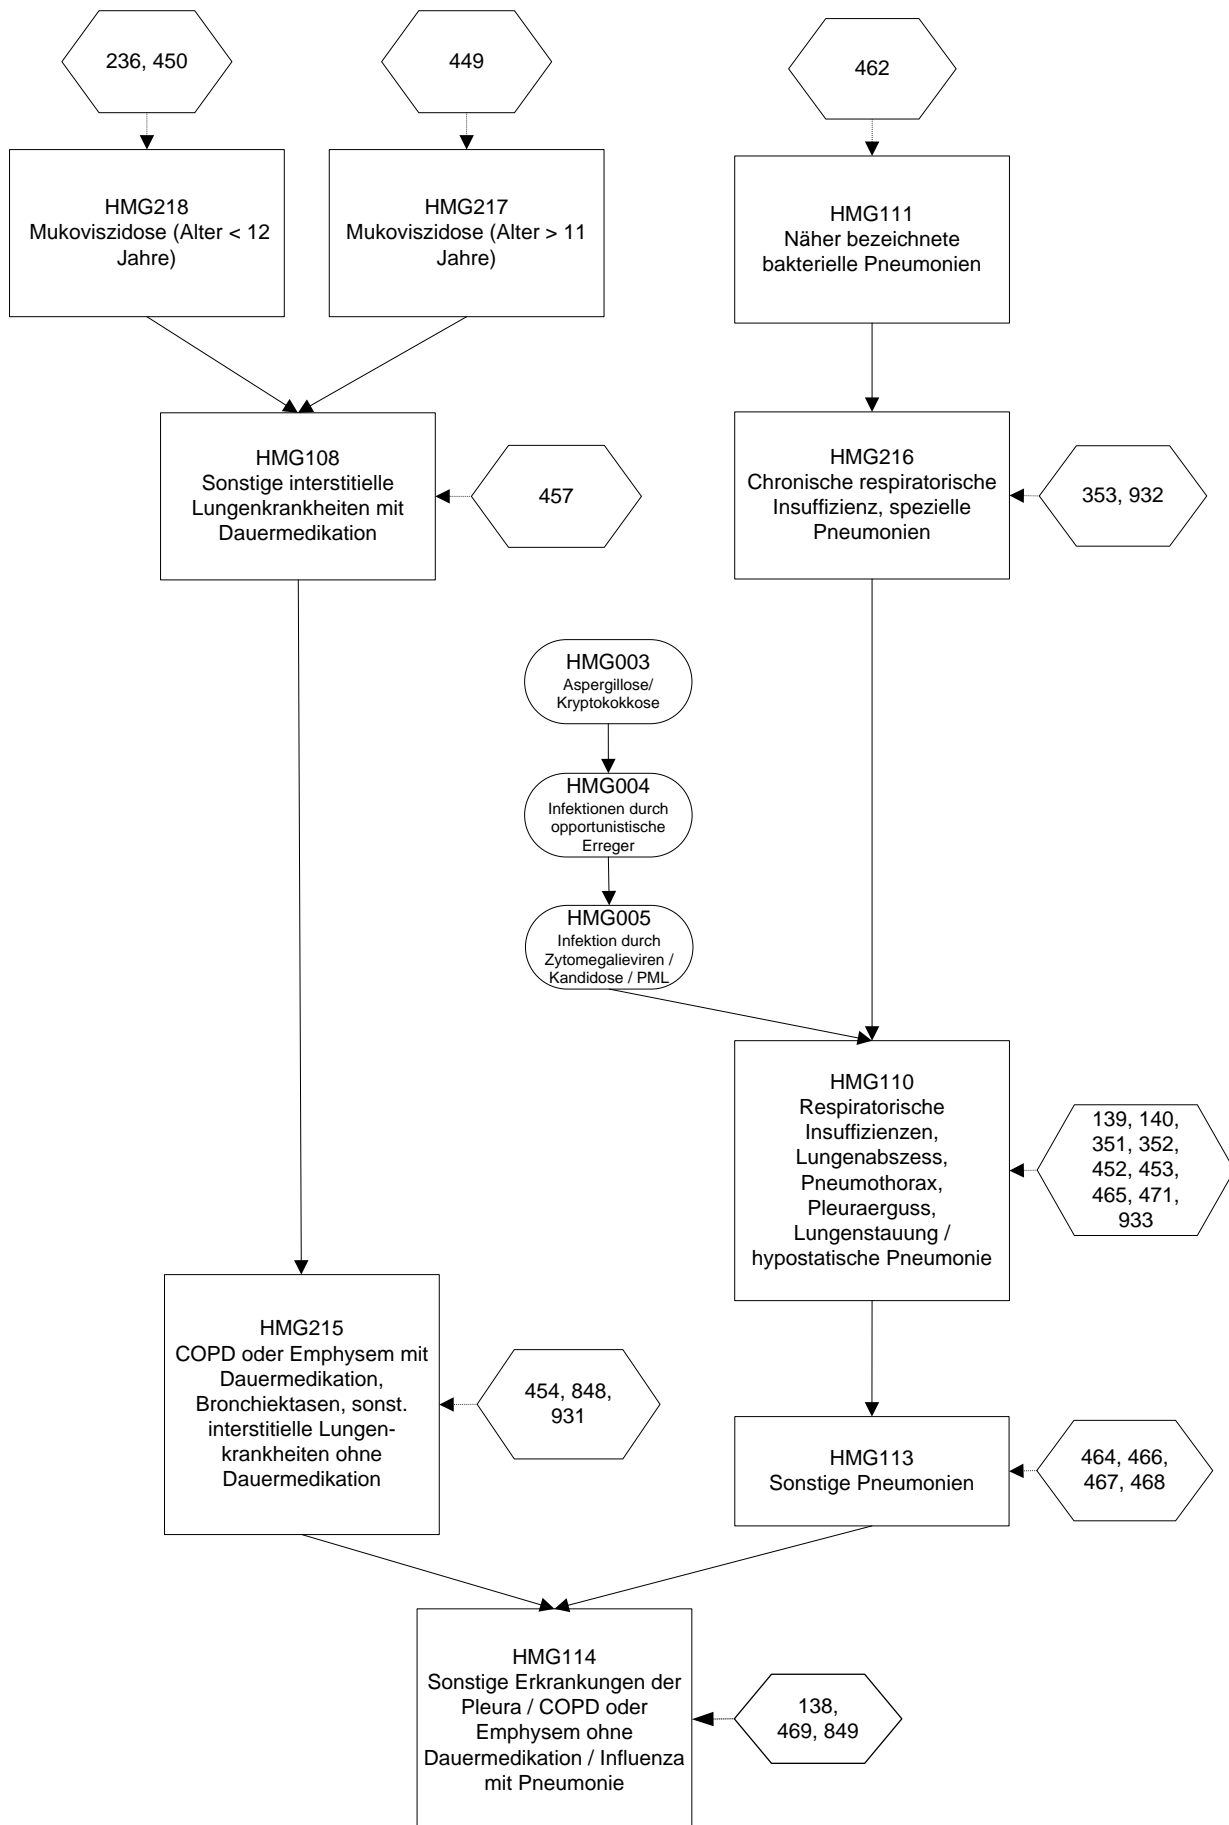 236, 450
449
462
HMG218
Mukoviszidose (Alter < 12
Jahre)
HMG217
Mukoviszidose (Alter > 11
Jahre)
HMG111
Näher bezeichnete
bakterielle Pneumonien
HMG108
Sonstige interstitielle
Lungenkrankheiten mit
Dauermedikation
457
HMG216
Chronische respiratorische
Insuffizienz, spezielle
Pneumonien
353, 932
HMG003
Aspergillose/
Kryptokokkose
HMG004
Infektionen durch
opportunistische
Erreger
HMG005
Infektion durch
Zytomegalieviren /
Kandidose / PML
HMG110
Respiratorische
Insuffizienzen,
Lungenabszess,
Pneumothorax,
Pleuraerguss,
Lungenstauung /
hypostatische Pneumonie
139, 140,
351, 352,
452, 453,
465, 471,
933
HMG215
COPD oder Emphysem mit
Dauermedikation,
Bronchiektasen, sonst.
interstitielle Lungen-
krankheiten ohne
Dauermedikation
454, 848,
931
HMG113
Sonstige Pneumonien
464, 466,
467, 468
HMG114
Sonstige Erkrankungen der
Pleura / COPD oder
Emphysem ohne
Dauermedikation / Influenza
mit Pneumonie
138,
469, 849